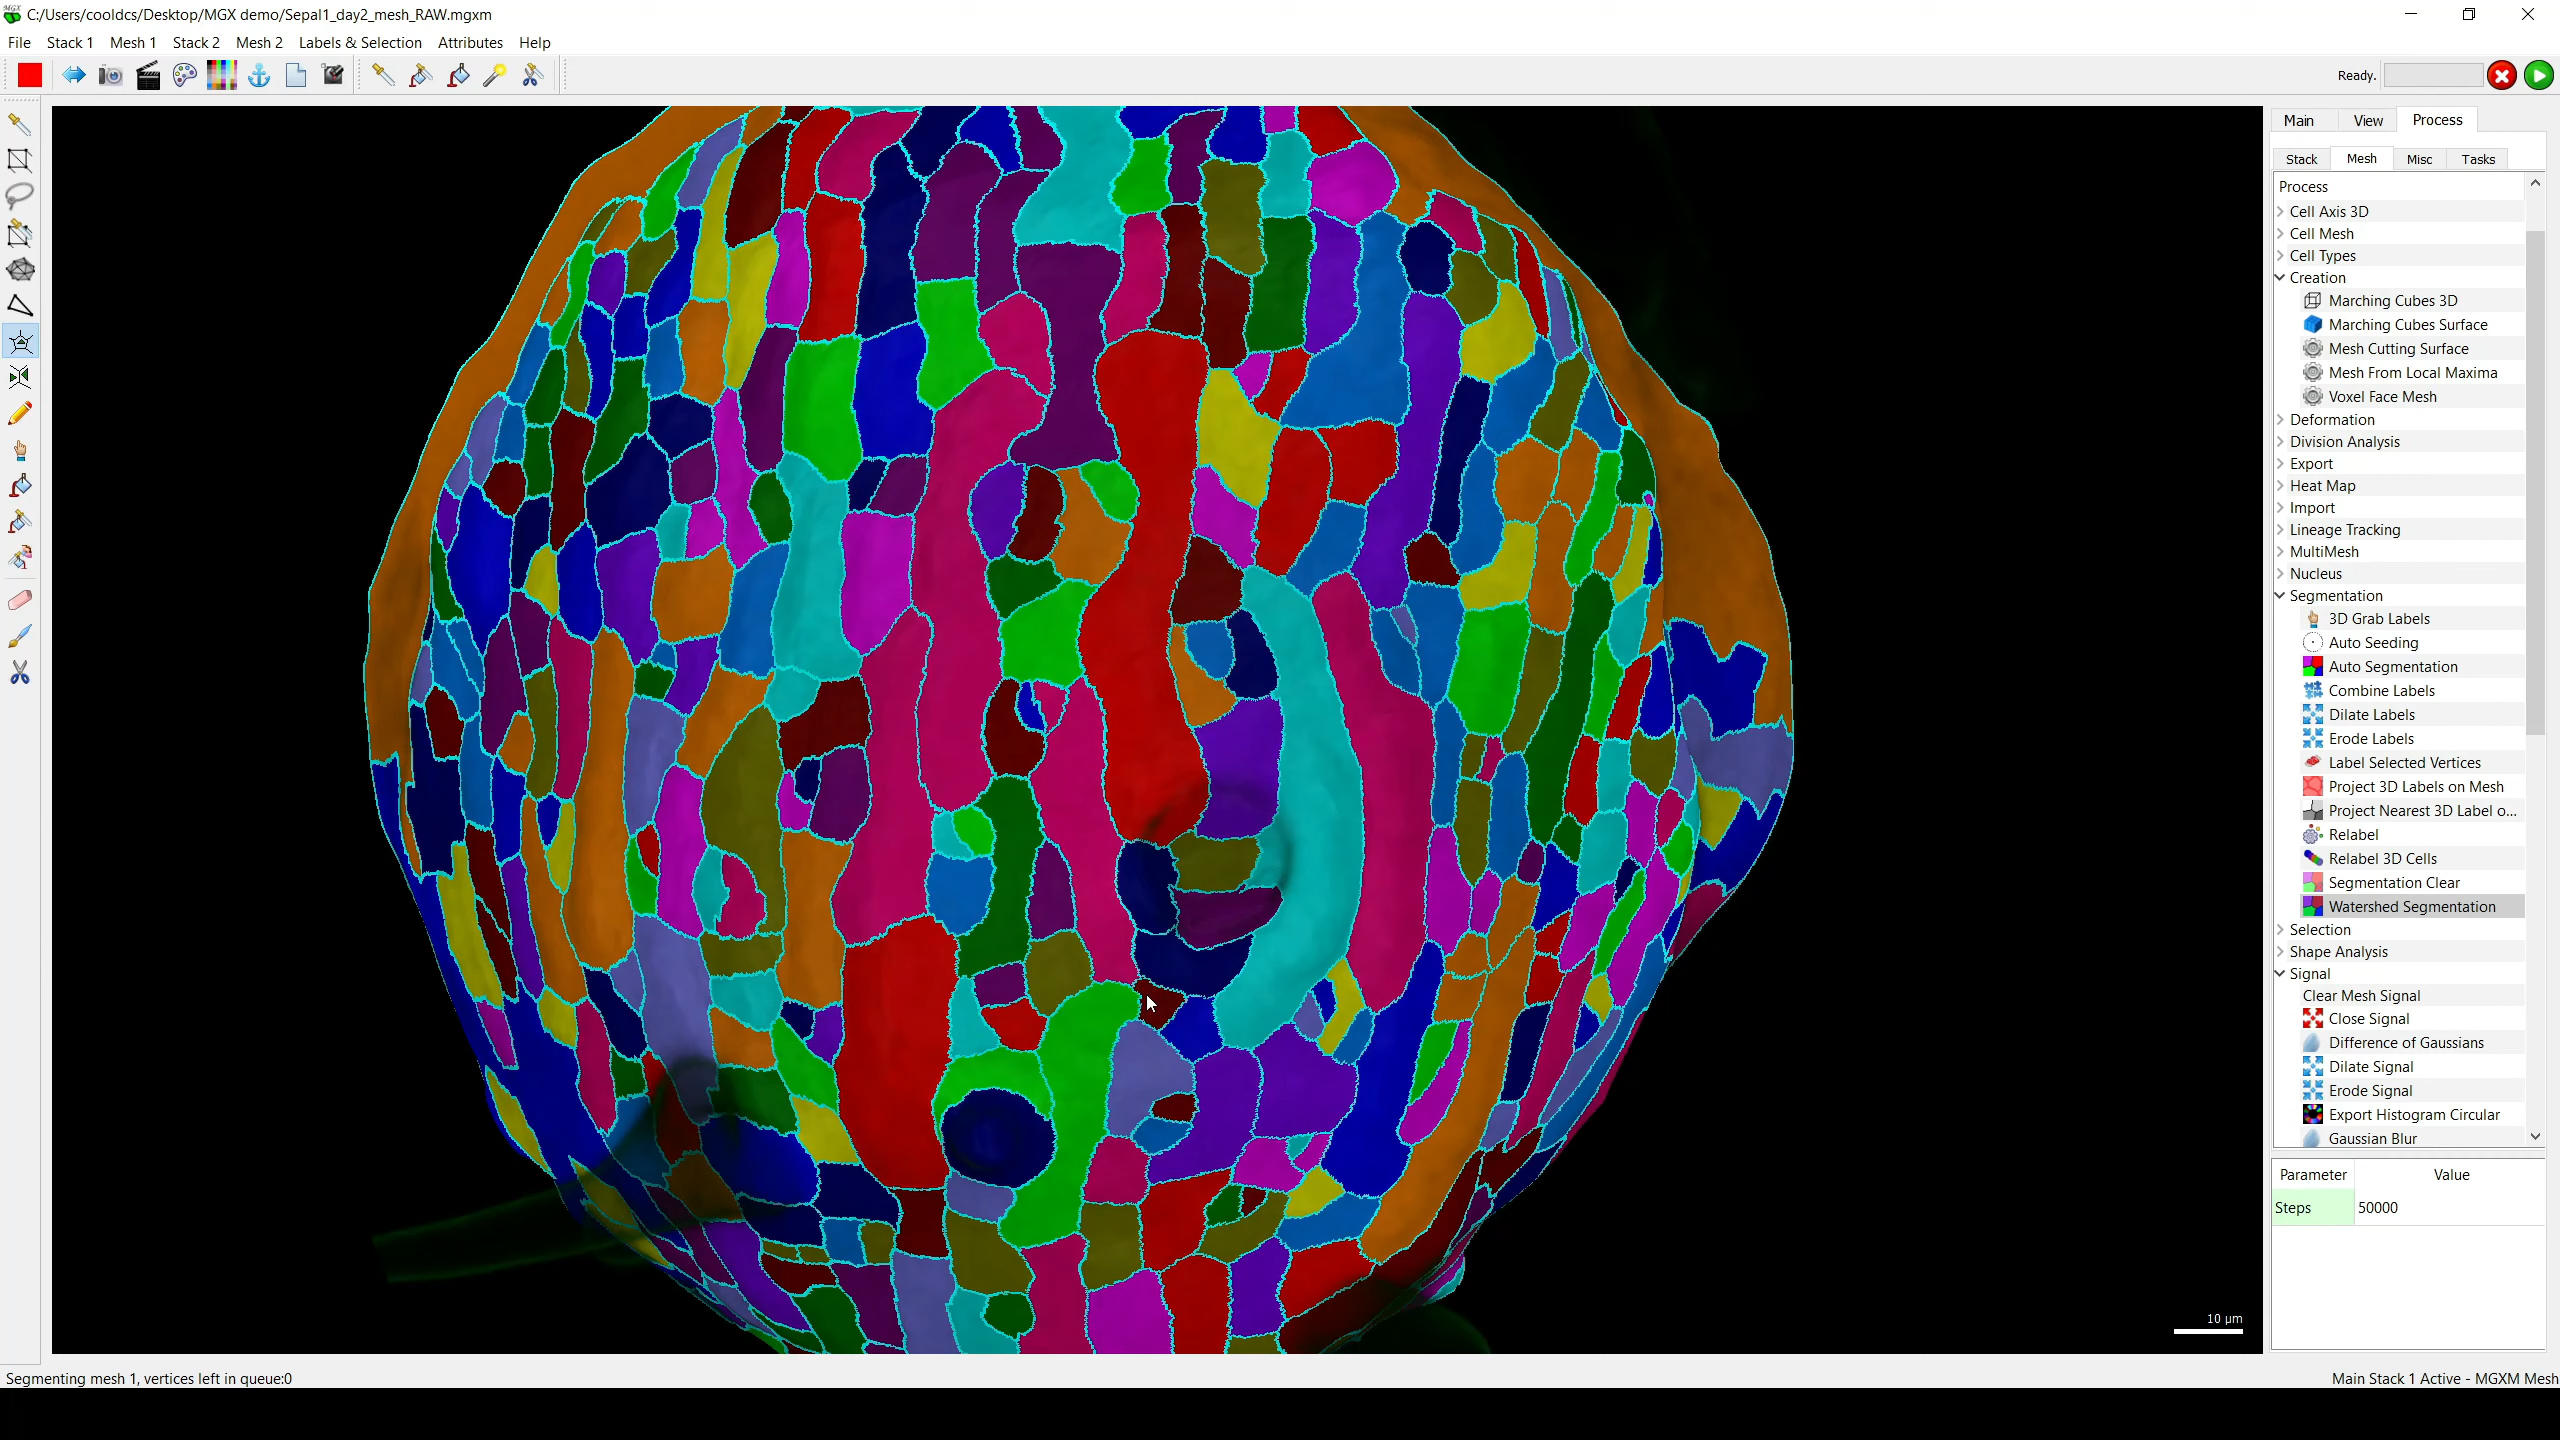 MGX
C:/Users/cooldcs/Desktop/MGX demo/Sepal1_day2_mesh_RAW.mgxm
File Stack 1 Mesh 1 Stack 2 Mesh 2 Labels & Selection Attributes Help
Ready.
Main View Process
Stack Mesh Misc Tasks
Process
Cell Axis 3D
Cell Mesh
Cell Types
Creation
Marching Cubes 3D
Marching Cubes Surface
Mesh Cutting Surface
Mesh From Local Maxima
Voxel Face Mesh
Deformation
Division Analysis
Export
Heat Map
Import
Lineage Tracking
MultiMesh
Nucleus
Segmentation
3D Grab Labels
Auto Seeding
Auto Segmentation
Combine Labels
Dilate Labels
Erode Labels
Label Selected Vertices
Project 3D Labels on Mesh
Project Nearest 3D Label o...
Relabel
Relabel 3D Cells
Segmentation Clear
Watershed Segmentation
Selection
Shape Analysis
Signal
Clear Mesh Signal
Close Signal
Difference of Gaussians
Dilate Signal
Erode Signal
Export Histogram Circular
Gaussian Blur
Parameter Value
Steps 50000
10 µm
Segmenting mesh 1, vertices left in queue:0
Main Stack 1 Active - MGXM Mesh